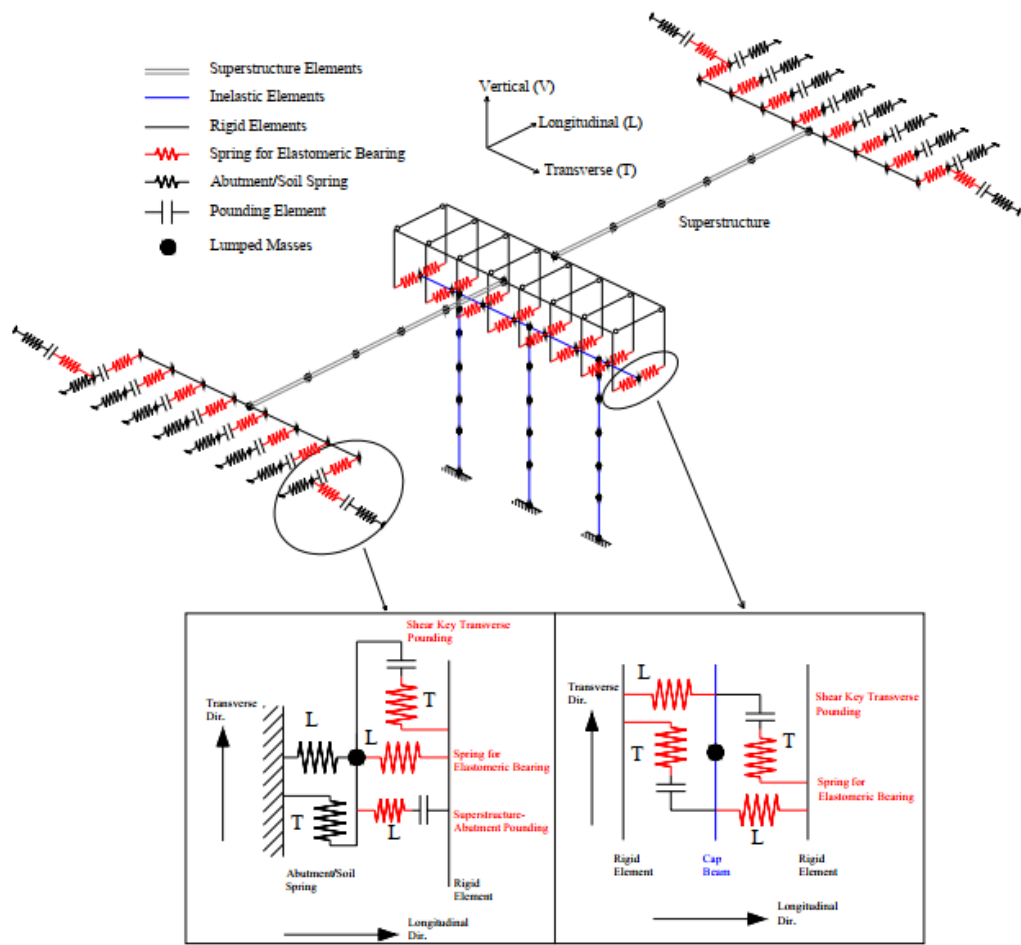 Superstructure Elements
Inelastic Elements
Rigid Elements
Spring for Elastomeric Bearing
Abutment/Soil Spring
Pounding Element
Lumped Masses
Vertical (V)
Longitudinal (L)
Transverse (T)
Superstructure
Shear Key Transverse
Pounding
Transverse
Dir.
L
T
L
Spring for
Elastomeric Bearing
T
L
Superstructure-
Abutment Pounding
Abutment/Soil
Spring
Rigid
Element
Longitudinal
Dir.
L
Transverse
Dir.
Shear Key Transverse
Pounding
T
T
Spring for
Elastomeric Bearing
L
Rigid
Element
Cap
Beam
Rigid
Element
Longitudinal
Dir.